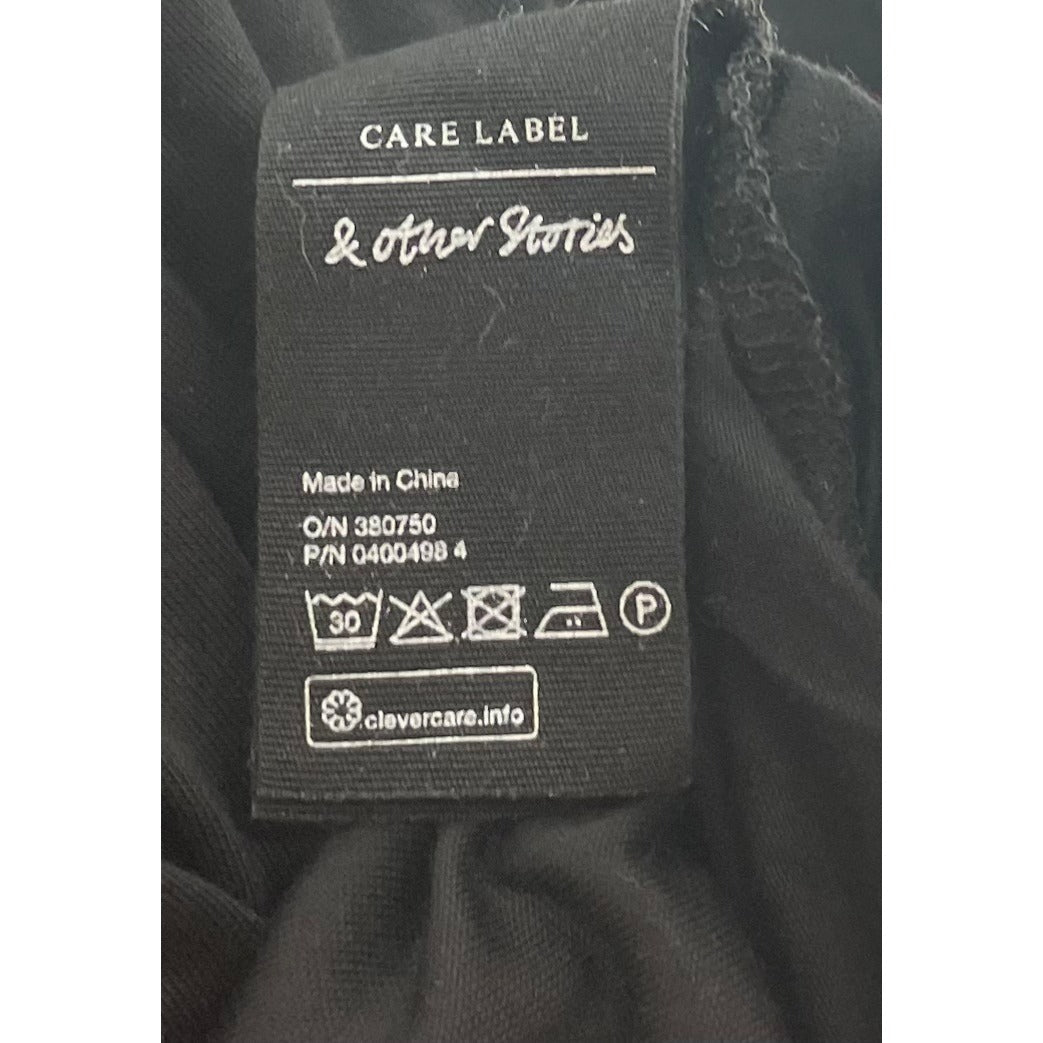 CARE LABEL
& other Stories
Made in China
O/N 380750
P/N 0400498 4
30 P
clevercare.info